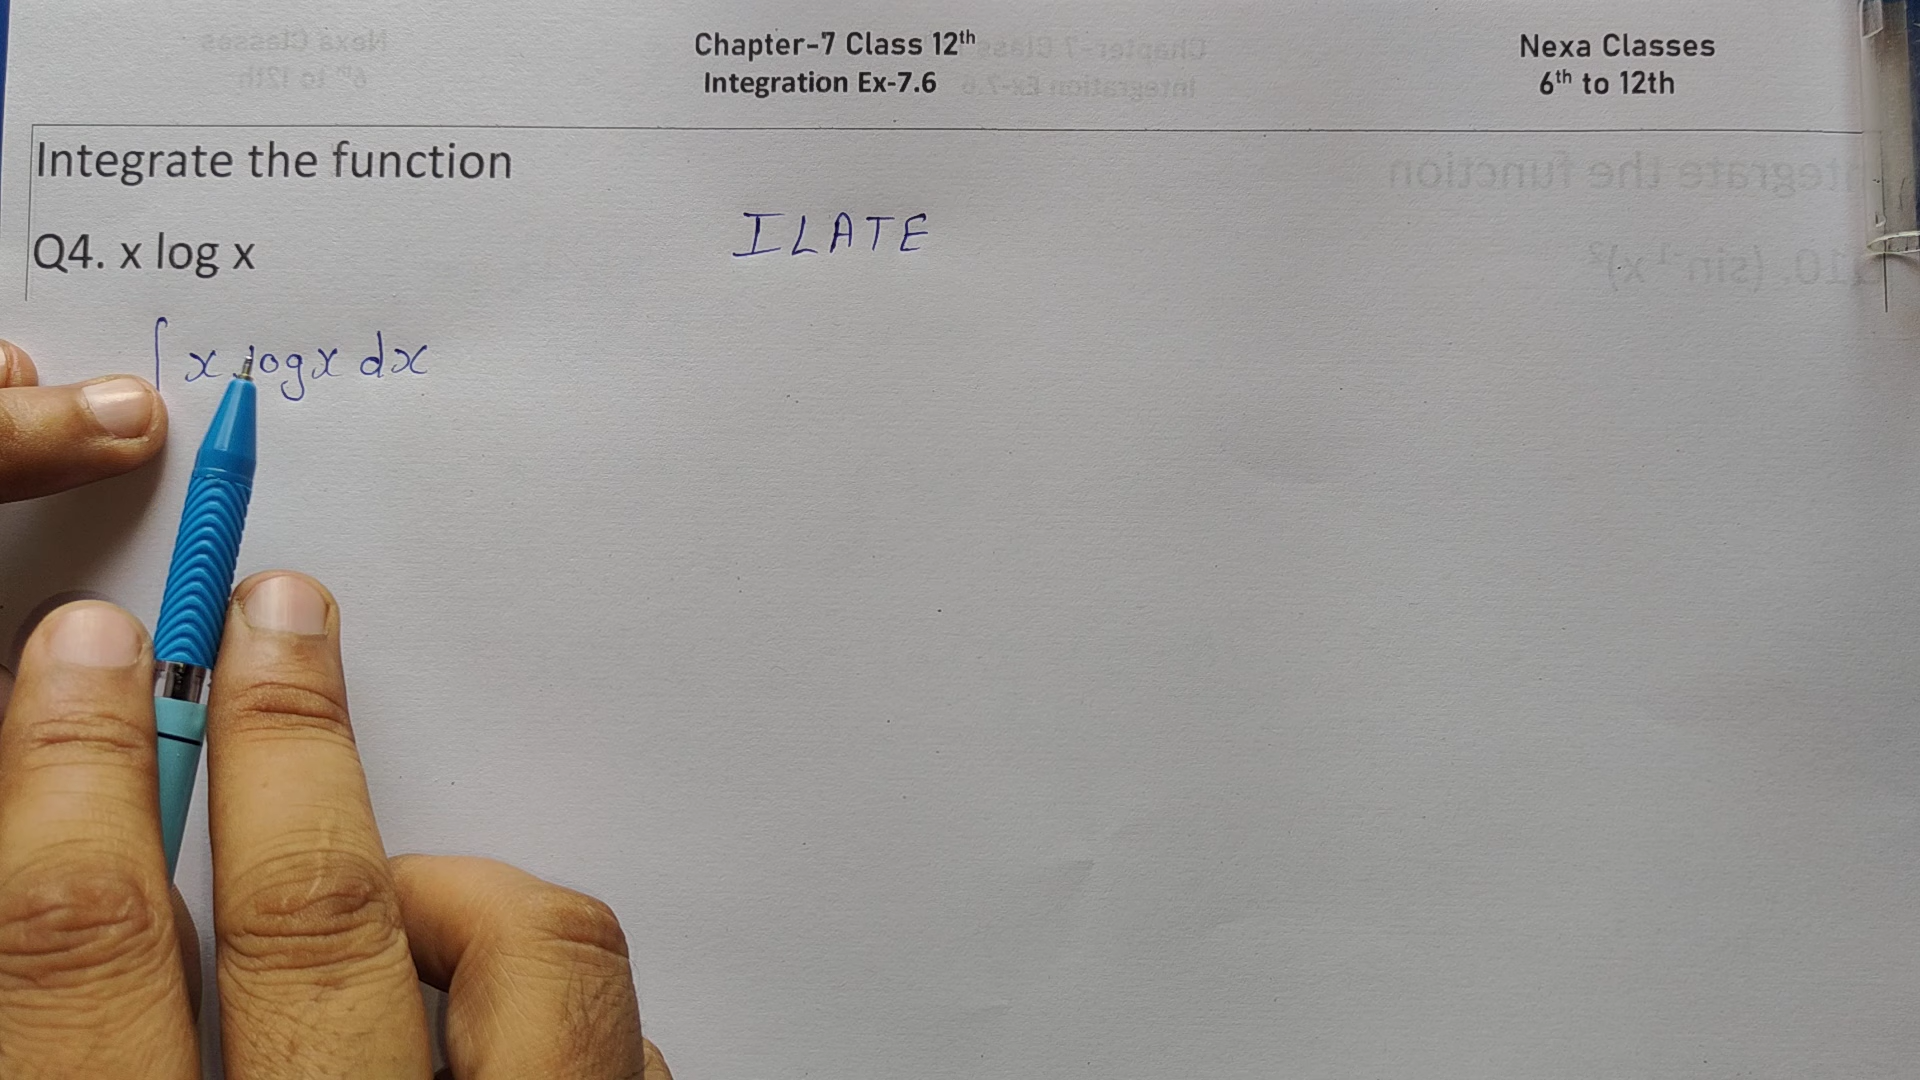 Chapter-7 Class 12th
Integration Ex-7.6
Nexa Classes
6th to 12th
Integrate the function
Q4. x log x
ILATE
∫ x logx dx